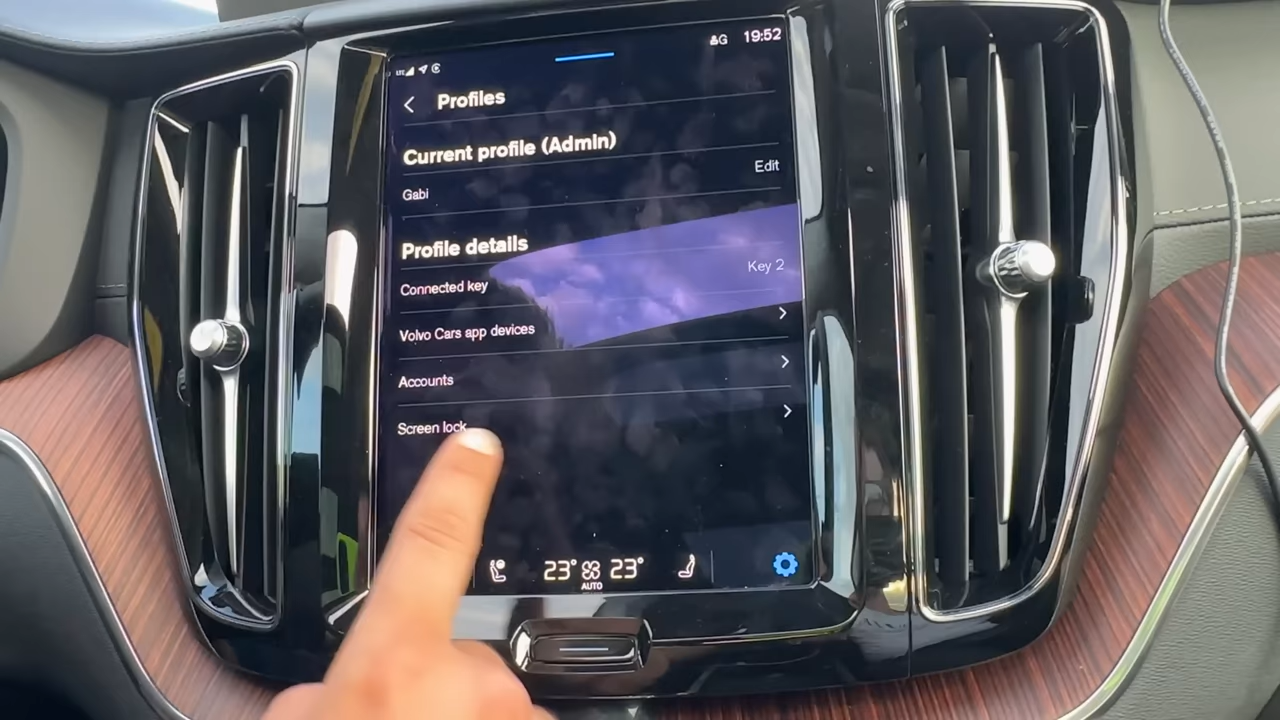 G 19:52
LTE
Profiles
Current profile (Admin)
Gabi Edit
Profile details
Connected key Key 2
Volvo Cars app devices
Accounts
Screen lock
23° 23°
AUTO